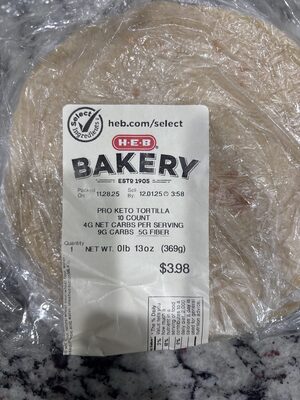 Select
Ingredients
heb.com/select
H-E-B
BAKERY
ESTD 1905
Packed On: 11.28.25 Sell By: 12.01.25 3:58
PRO KETO TORTILLA
10 COUNT
4G NET CARBS PER SERVING
9G CARBS 5G FIBER
Quantity
1 NET WT. 0lb 13oz (369g)
$3.98